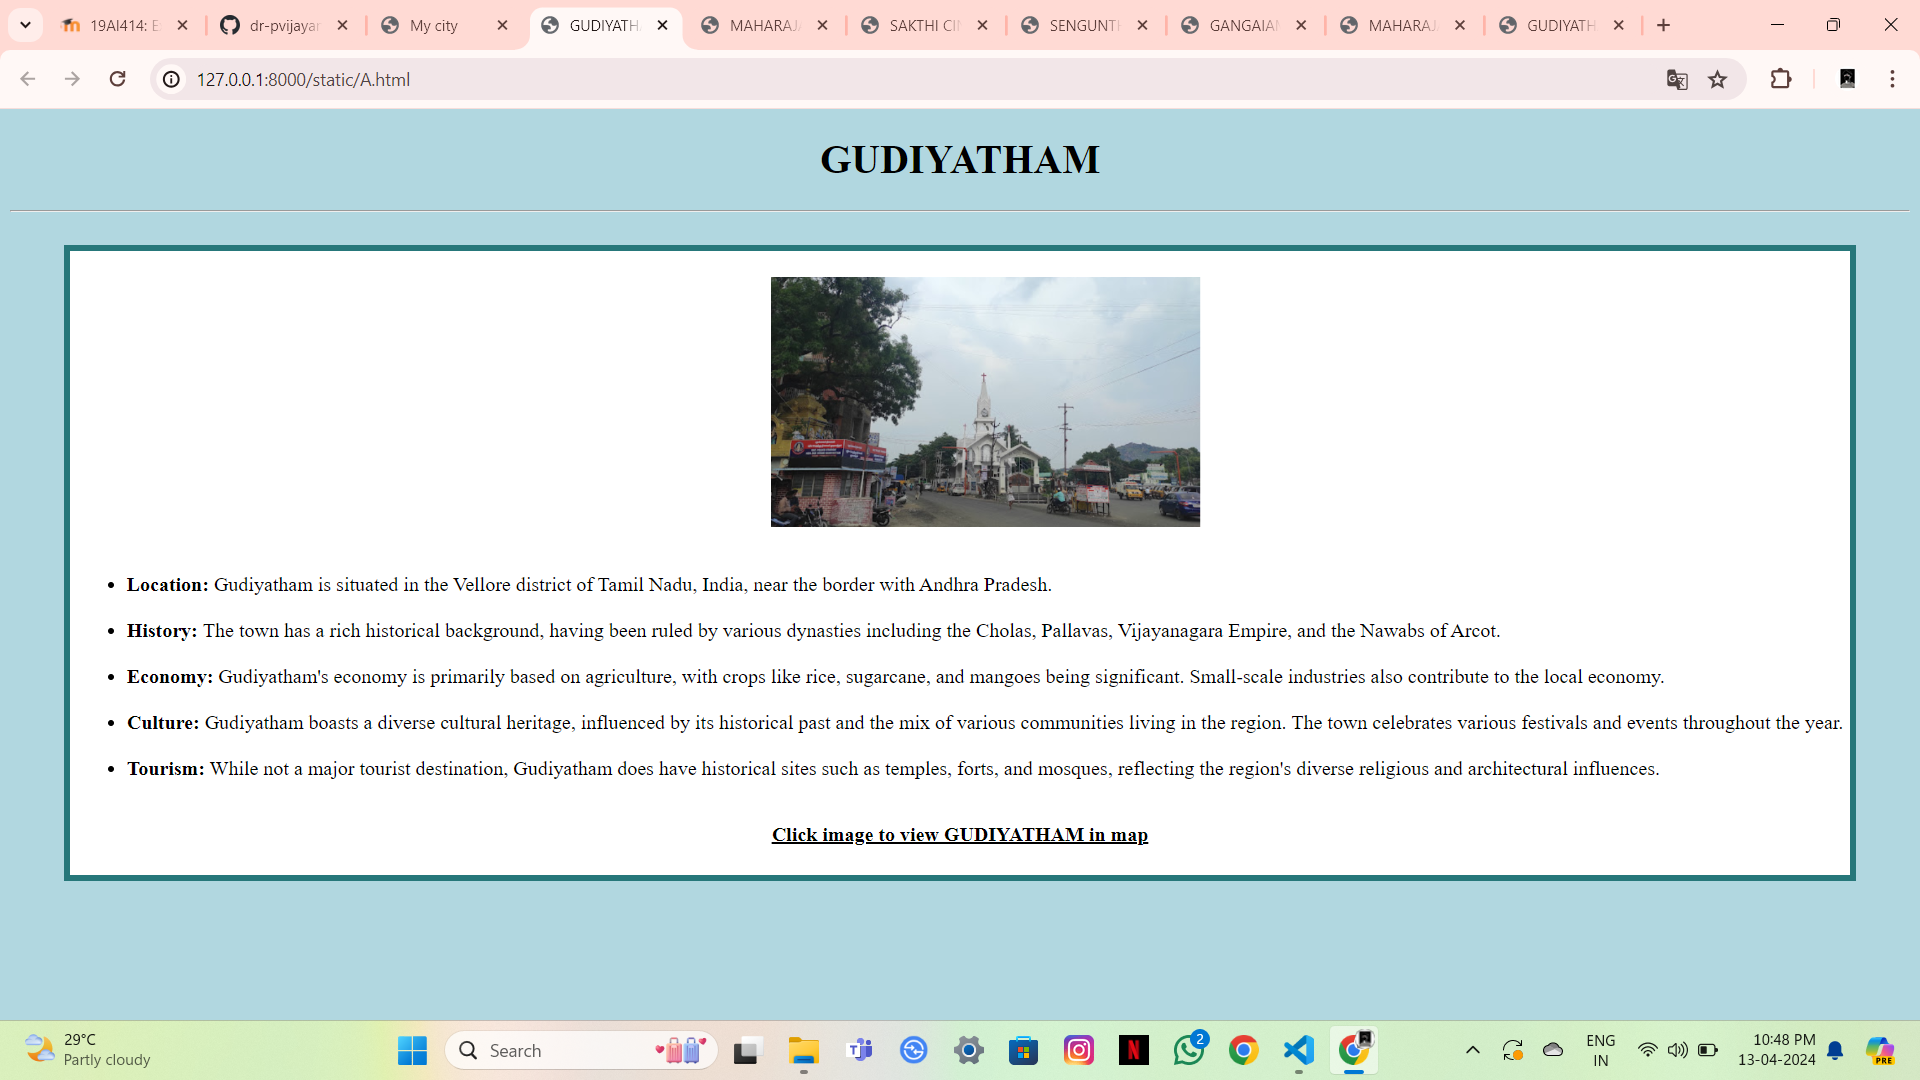 19AI414: E
dr-pvijayan
My city
GUDIYATHA
MAHARAJA
SAKTHI CIN
SENGUNTH
GANGAIAN
MAHARAJA
GUDIYATH
127.0.0.1:8000/static/A.html
GUDIYATHAM
Location: Gudiyatham is situated in the Vellore district of Tamil Nadu, India, near the border with Andhra Pradesh.
History: The town has a rich historical background, having been ruled by various dynasties including the Cholas, Pallavas, Vijayanagara Empire, and the Nawabs of Arcot.
Economy: Gudiyatham's economy is primarily based on agriculture, with crops like rice, sugarcane, and mangoes being significant. Small-scale industries also contribute to the local economy.
Culture: Gudiyatham boasts a diverse cultural heritage, influenced by its historical past and the mix of various communities living in the region. The town celebrates various festivals and events throughout the year.
Tourism: While not a major tourist destination, Gudiyatham does have historical sites such as temples, forts, and mosques, reflecting the region's diverse religious and architectural influences.
Click image to view GUDIYATHAM in map
29°C
Partly cloudy
Search
2
ENG
IN
10:48 PM
13-04-2024
PRE